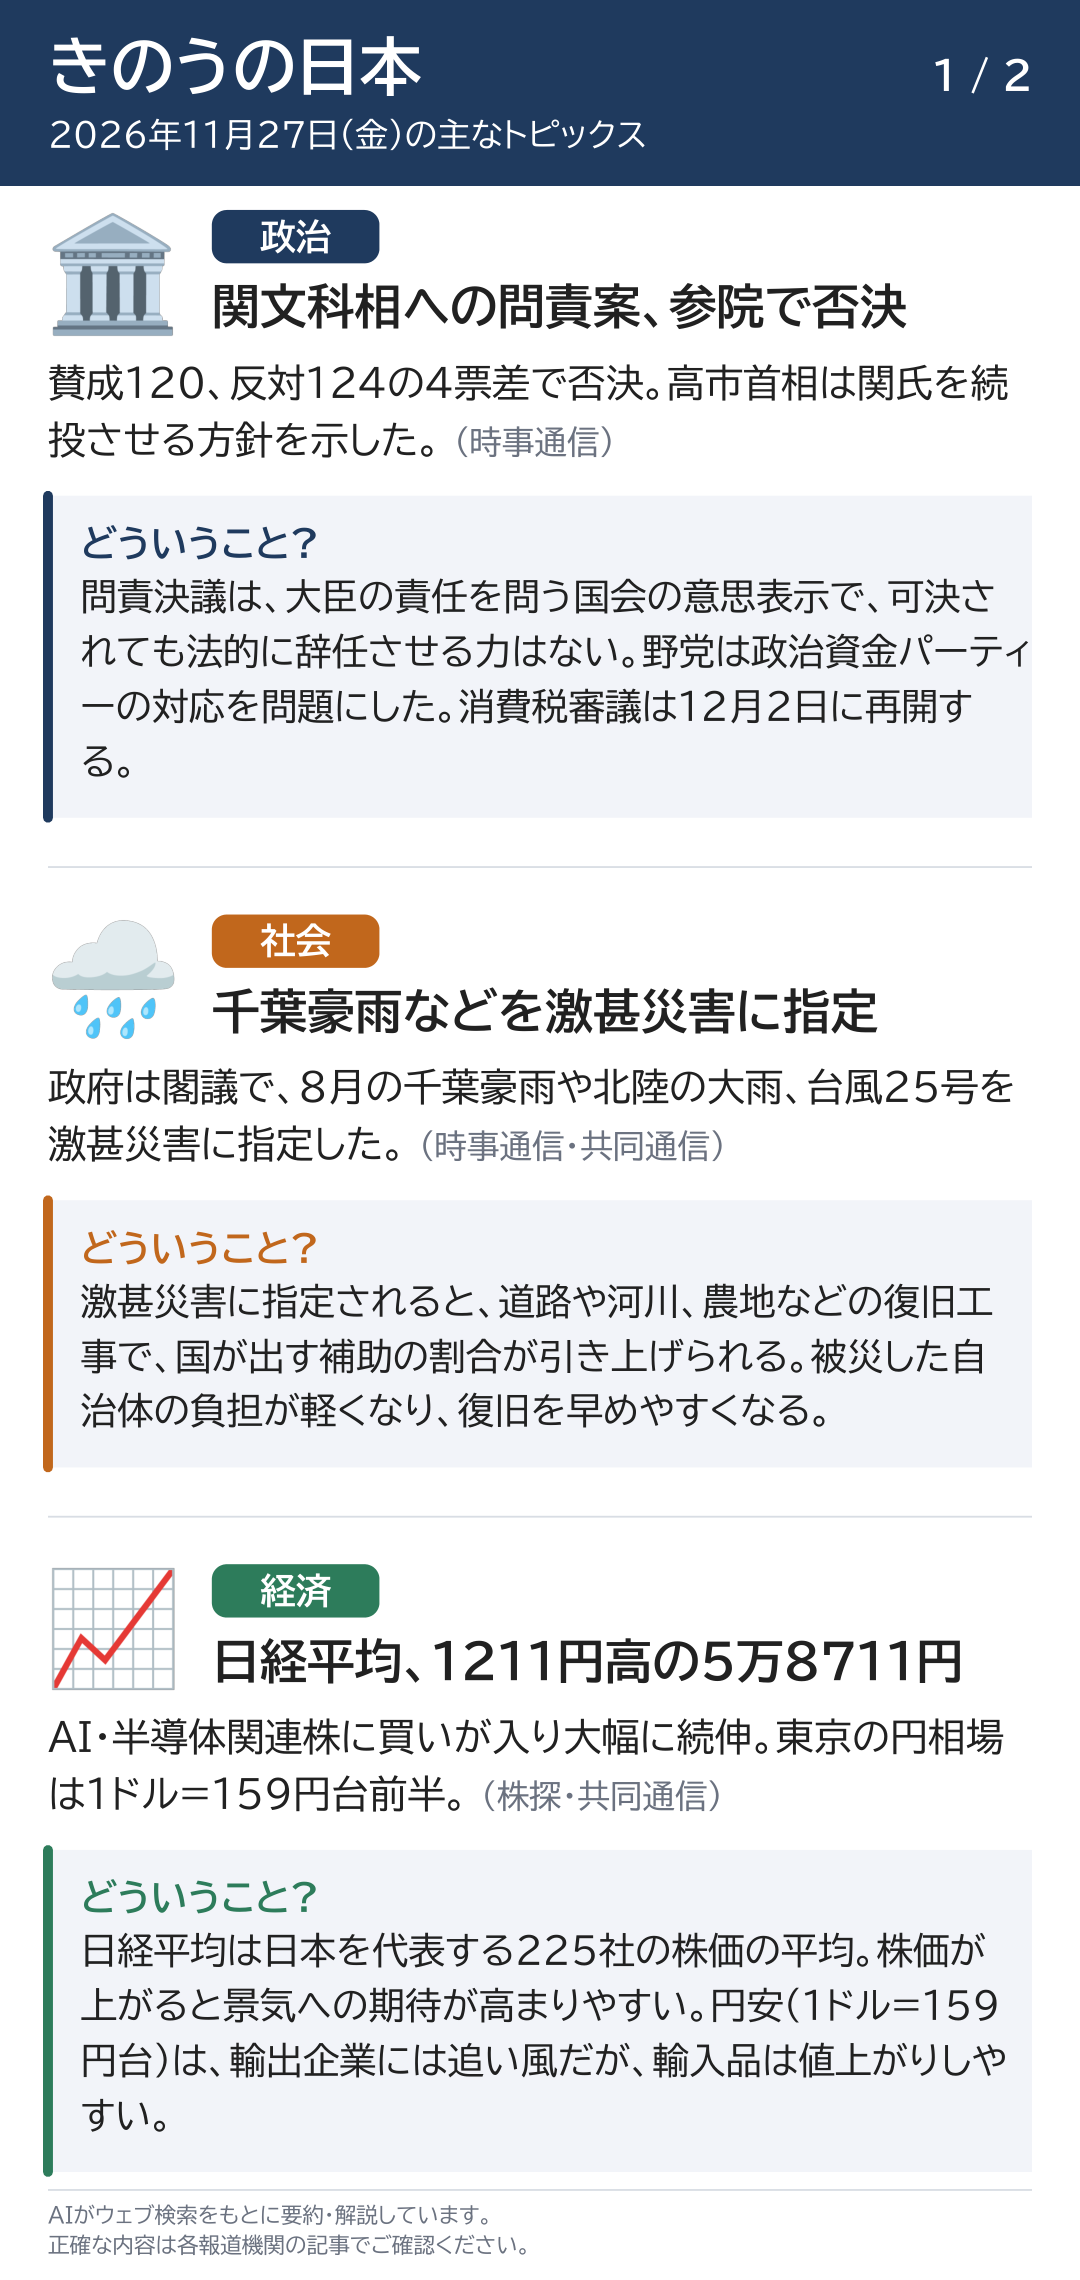 きのうの日本
1 / 2
2026年11月27日(金)の主なトピックス
政治
関文科相への問責案、参院で否決
賛成120、反対124の4票差で否決。高市首相は関氏を続
投させる方針を示した。（時事通信）
どういうこと?
問責決議は、大臣の責任を問う国会の意思表示で、可決さ
れても法的に辞任させる力はない。野党は政治資金パーティ
ーの対応を問題にした。消費税審議は12月2日に再開す
る。
社会
千葉豪雨などを激甚災害に指定
政府は閣議で、8月の千葉豪雨や北陸の大雨、台風25号を
激甚災害に指定した。（時事通信・共同通信）
どういうこと?
激甚災害に指定されると、道路や河川、農地などの復旧工
事で、国が出す補助の割合が引き上げられる。被災した自
治体の負担が軽くなり、復旧を早めやすくなる。
経済
日経平均、1211円高の5万8711円
AI・半導体関連株に買いが入り大幅に続伸。東京の円相場
は1ドル=159円台前半。（株探・共同通信）
どういうこと?
日経平均は日本を代表する225社の株価の平均。株価が
上がると景気への期待が高まりやすい。円安(1ドル=159
円台)は、輸出企業には追い風だが、輸入品は値上がりしや
すい。
AIがウェブ検索をもとに要約・解説しています。
正確な内容は各報道機関の記事でご確認ください。